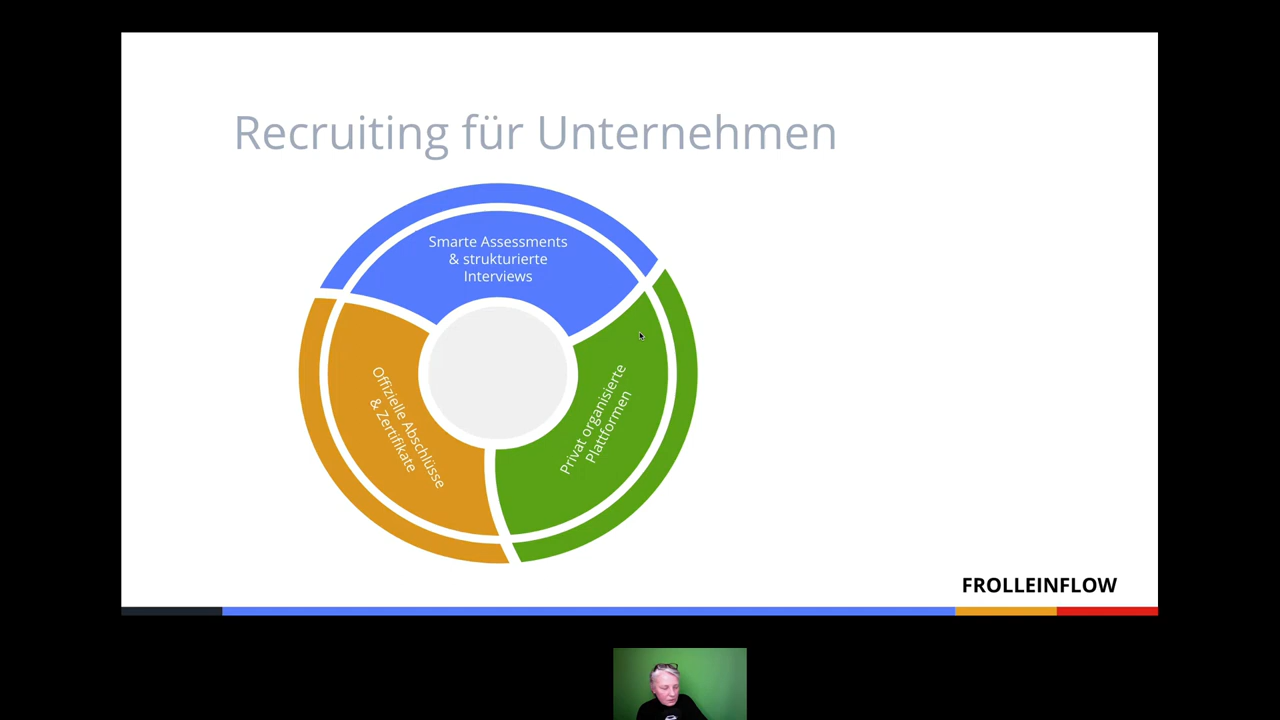 Recruiting für Unternehmen
Smarte Assessments
& strukturierte
Interviews
Offizielle Abschlüsse
& Zertifikate
Privat organisierte
Plattformen
FROLLEINFLOW